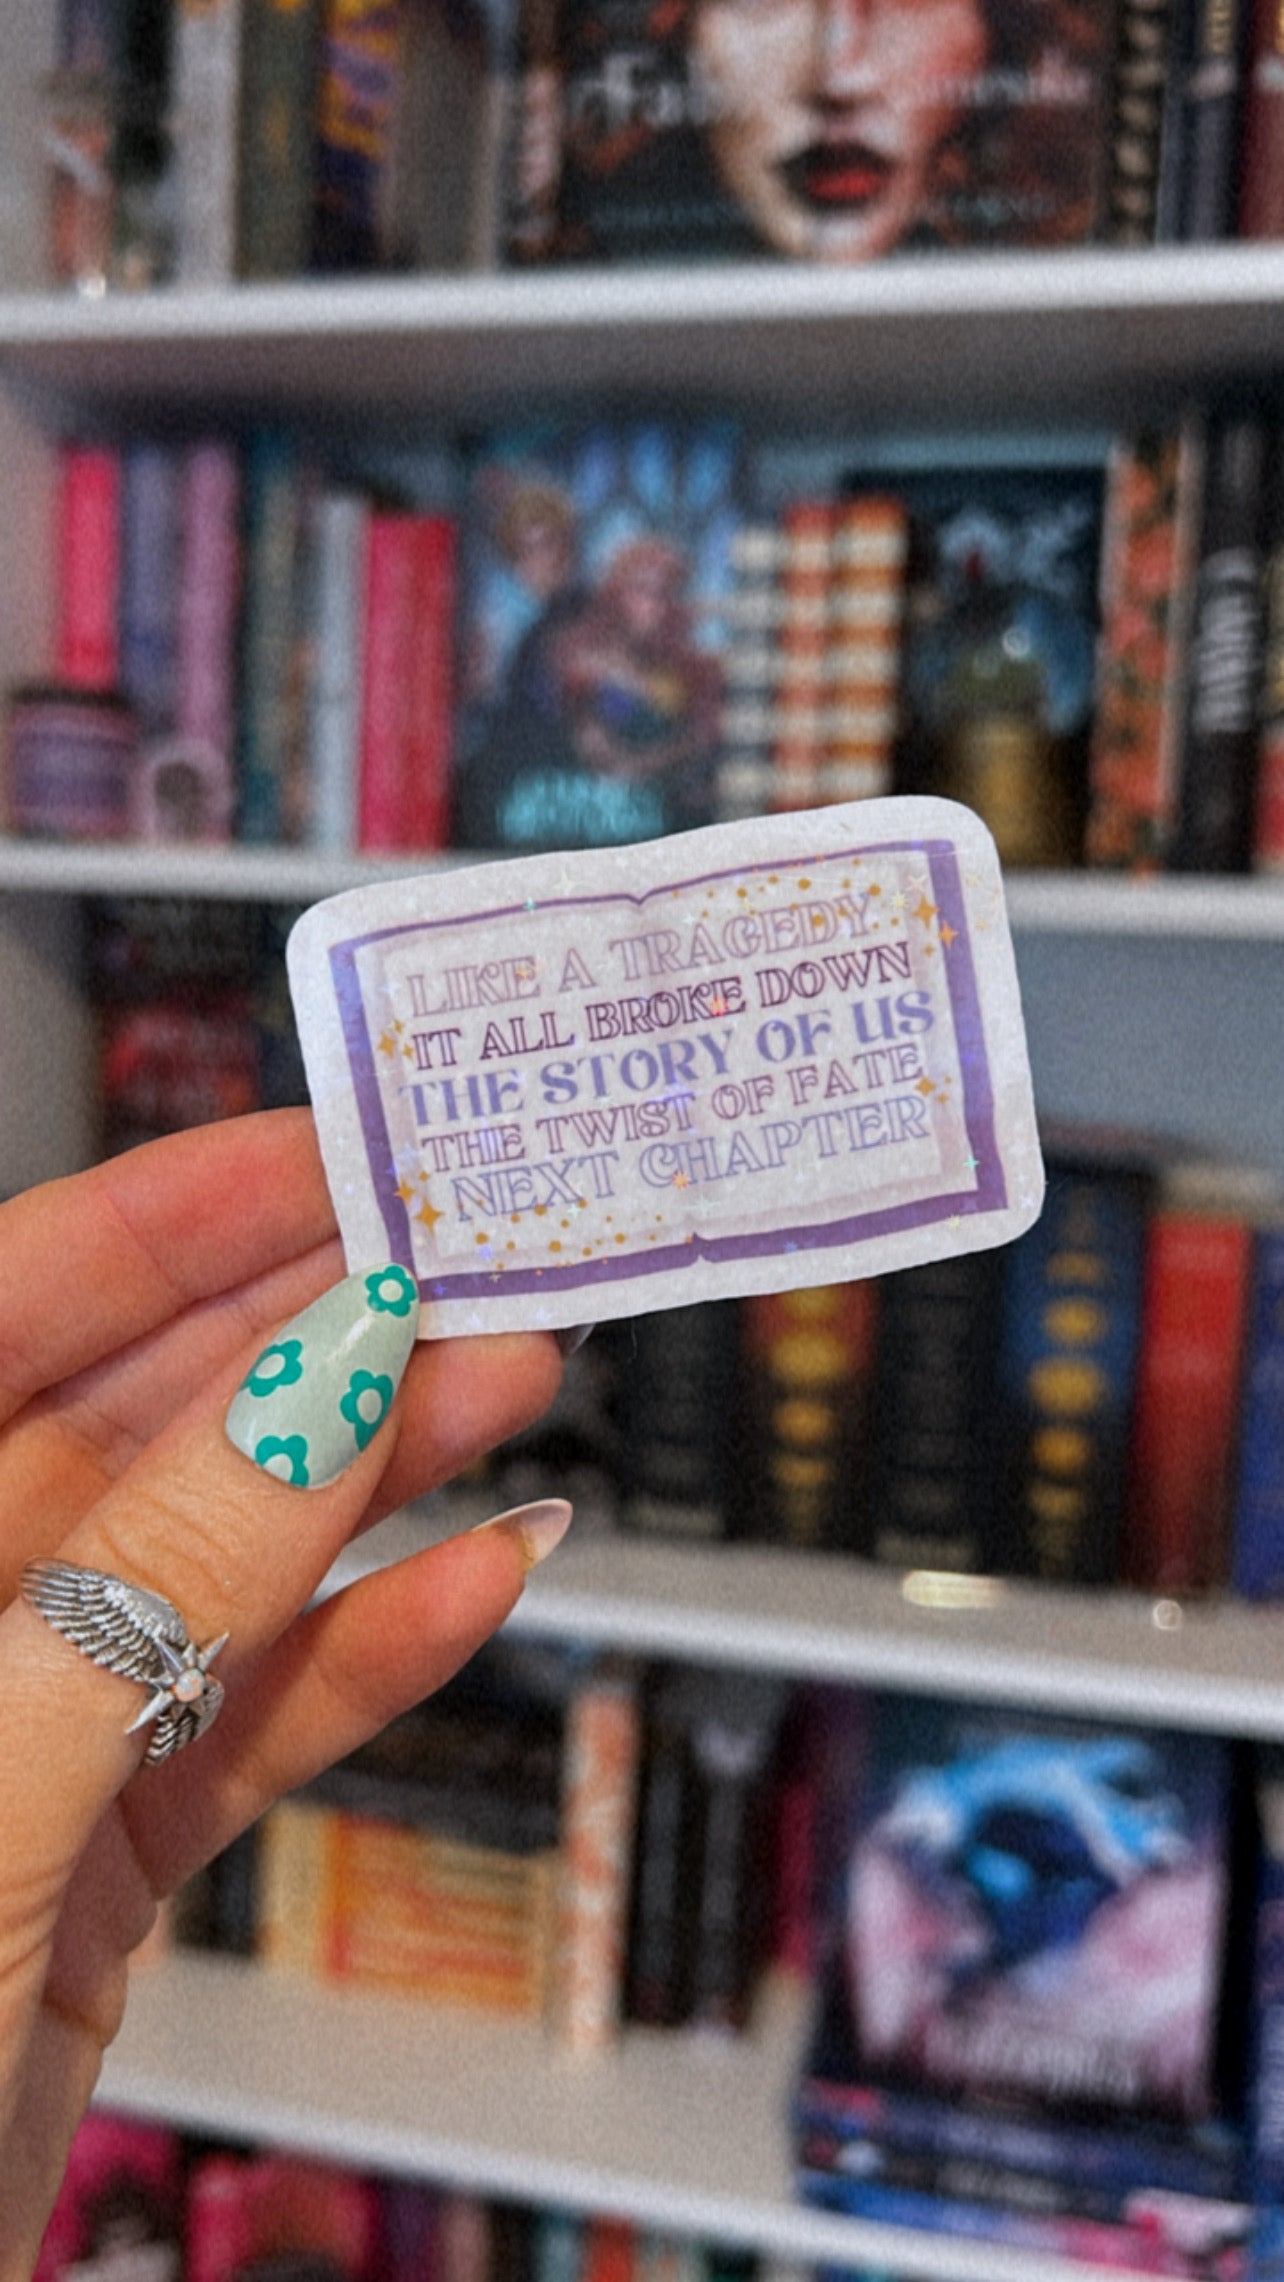 LIKE A TRAGEDY
IT ALL BROKE DOWN
THE STORY OF US
THE TWIST OF FATE
NEXT CHAPTER